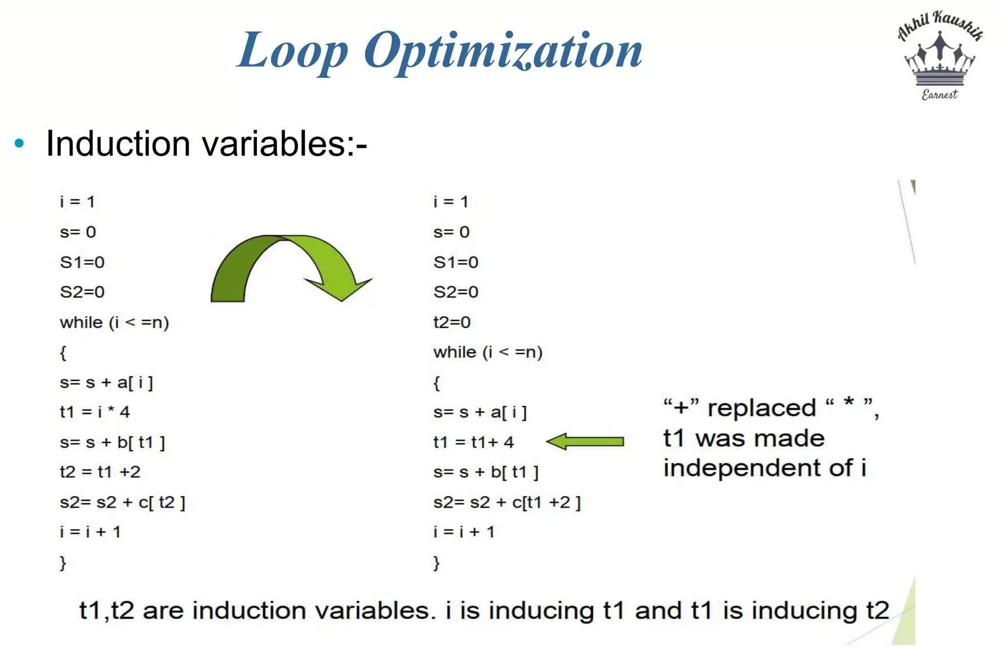 Loop Optimization
Akhil Kaushik
Earnest
• Induction variables:-
i = 1
s= 0
S1=0
S2=0
while (i < =n)
{
s= s + a[ i ]
t1 = i * 4
s= s + b[ t1 ]
t2 = t1 +2
s2= s2 + c[ t2 ]
i = i + 1
}
i = 1
s= 0
S1=0
S2=0
t2=0
while (i < =n)
{
s= s + a[ i ]
t1 = t1+ 4
s= s + b[ t1 ]
s2= s2 + c[t1 +2 ]
i = i + 1
}
“+” replaced “ * ”,
t1 was made
independent of i
t1,t2 are induction variables. i is inducing t1 and t1 is inducing t2